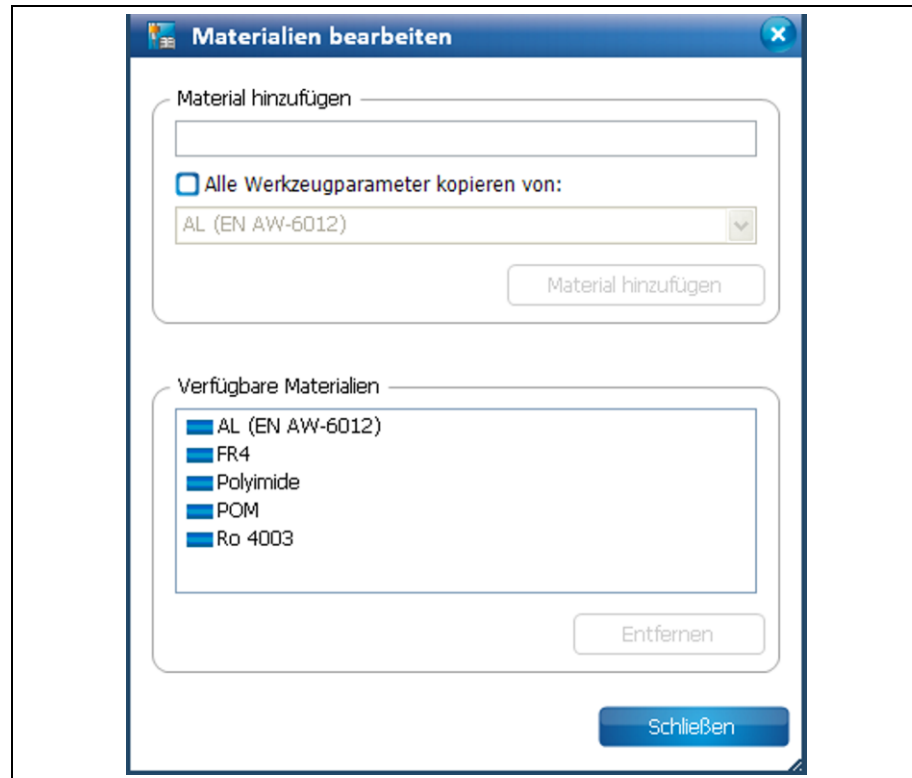 Materialien bearbeiten
Material hinzufügen
Alle Werkzeugparameter kopieren von:
AL (EN AW-6012)
Material hinzufügen
Verfügbare Materialien
AL (EN AW-6012)
FR4
Polyimide
POM
Ro 4003
Entfernen
Schließen